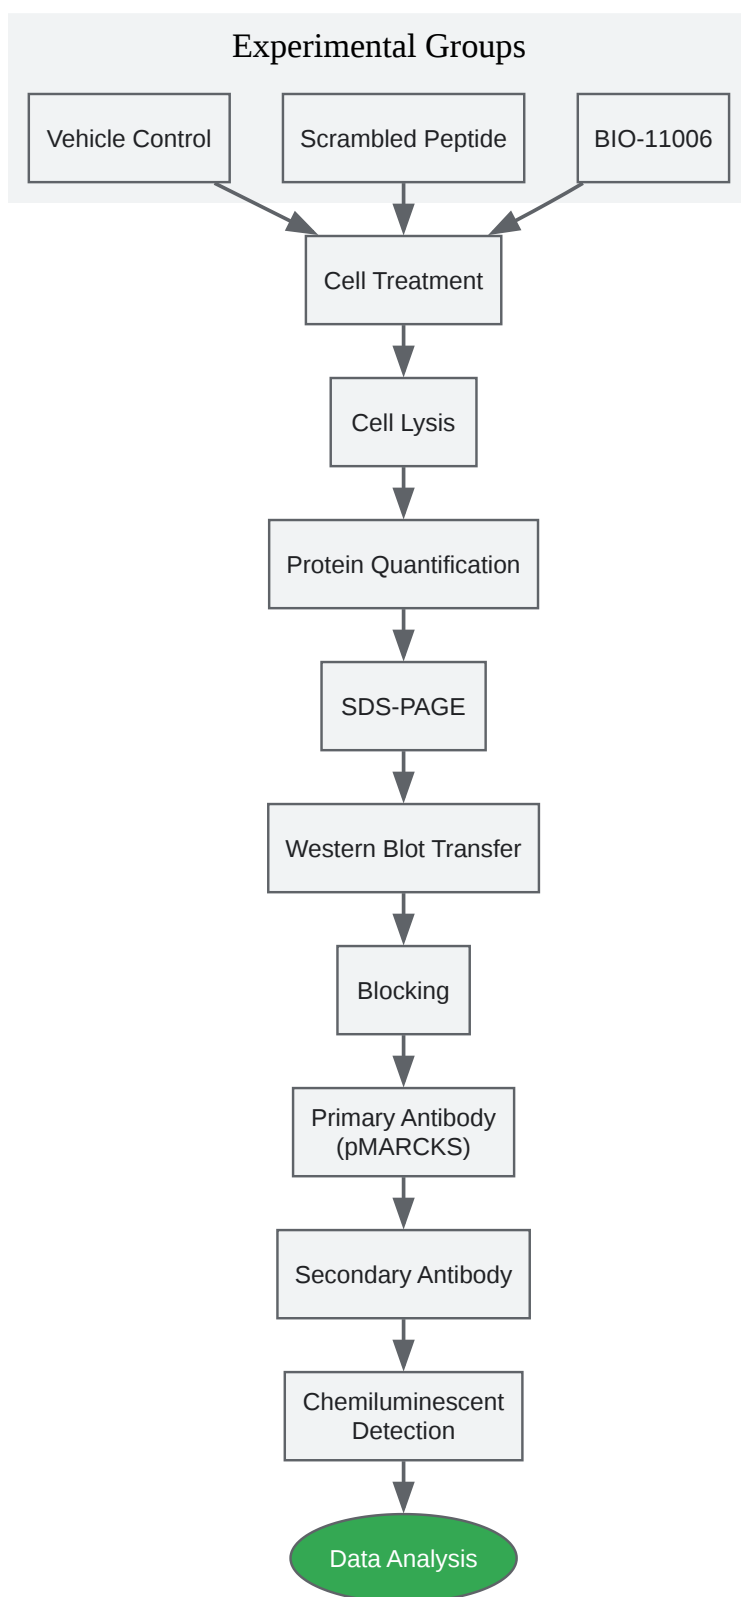 Experimental Groups
Vehicle Control
Scrambled Peptide
BIO-11006
Cell Treatment
Cell Lysis
Protein Quantification
SDS-PAGE
Western Blot Transfer
Blocking
Primary Antibody
(pMARCKS)
Secondary Antibody
Chemiluminescent
Detection
Data Analysis